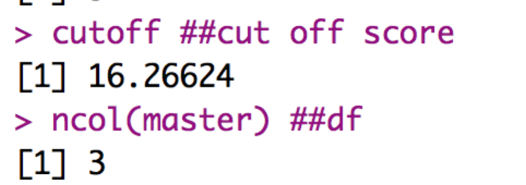 > cutoff ##cut off score
[1] 16.26624
> ncol(master) ##df
[1] 3